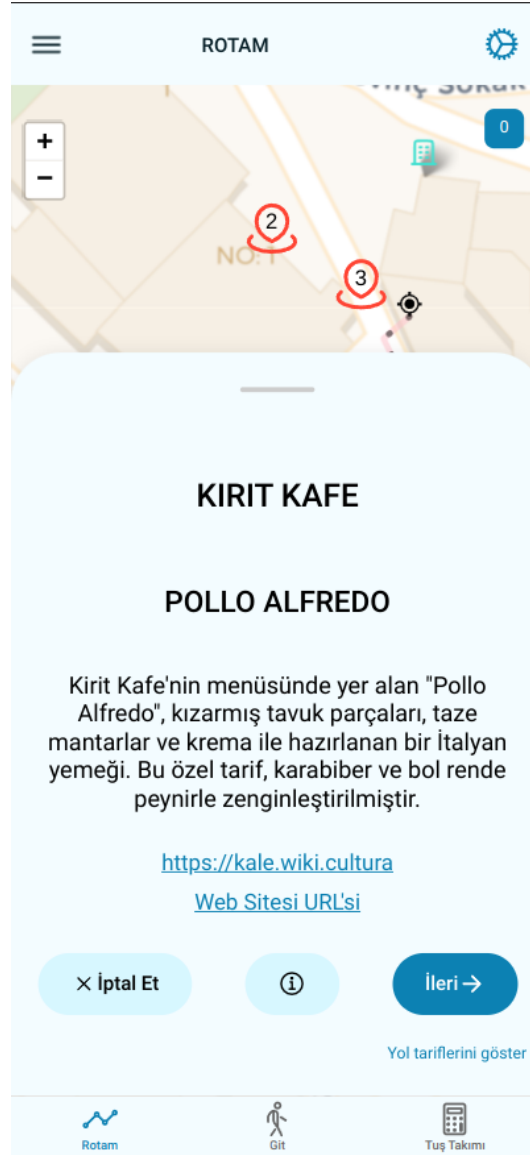 ROTAM
0
+
−
2
NO: 1
3
KIRIT KAFE
POLLO ALFREDO
Kirit Kafe'nin menüsünde yer alan "Pollo
Alfredo", kızarmış tavuk parçaları, taze
mantarlar ve krema ile hazırlanan bir İtalyan
yemeği. Bu özel tarif, karabiber ve bol rende
peynirle zenginleştirilmiştir.
https://kale.wiki.cultura
Web Sitesi URL'si
× İptal Et
İleri →
Yol tariflerini göster
Rotam
Git
Tuş Takımı